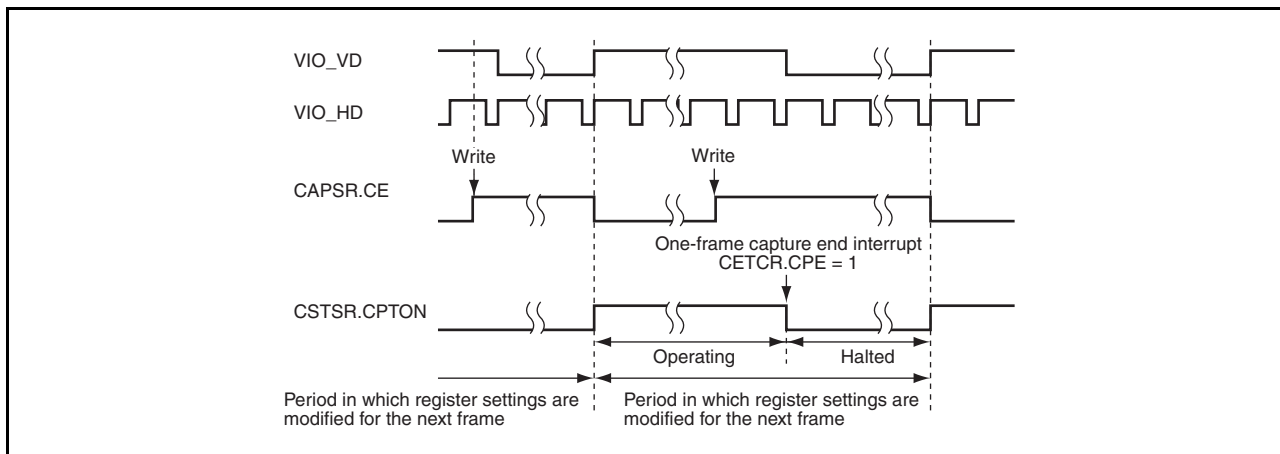 VIO_VD
VIO_HD
Write
Write
CAPSR.CE
One-frame capture end interrupt
CETCR.CPE = 1
CSTSR.CPTON
Operating
Halted
Period in which register settings are
modified for the next frame
Period in which register settings are
modified for the next frame